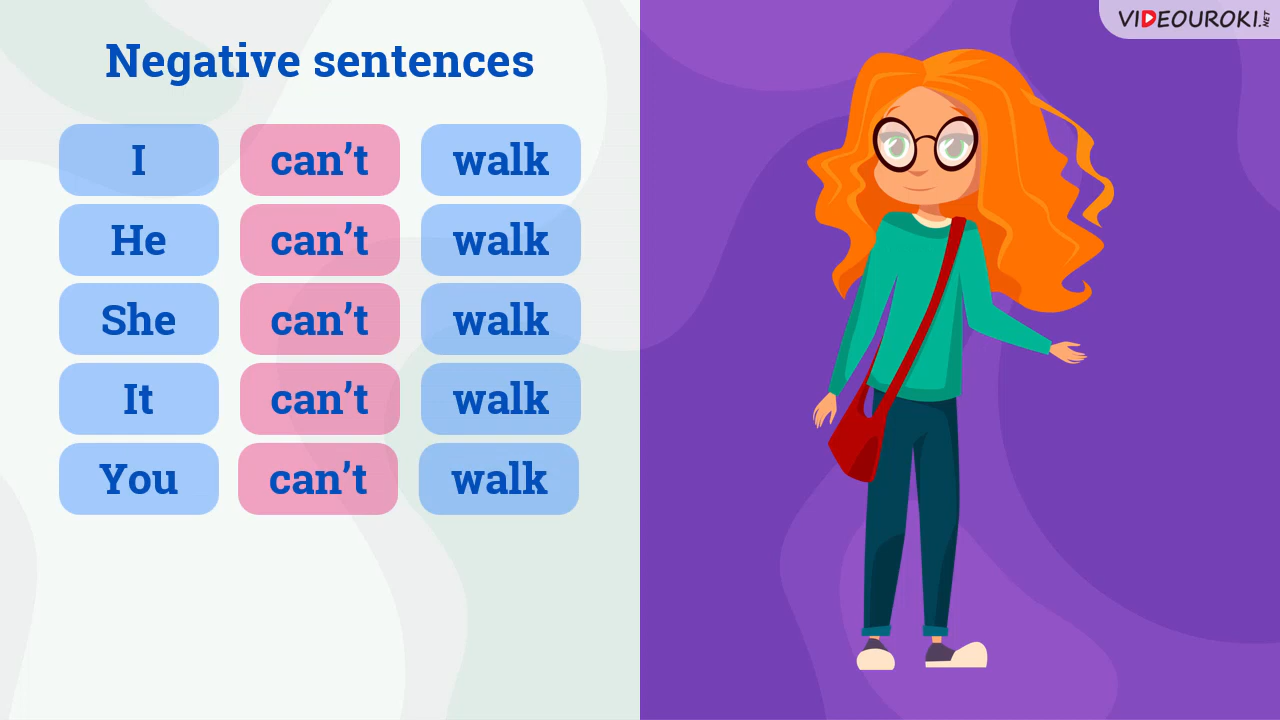 VIDEOUROKI.NET
Negative sentences
I can’t walk
He can’t walk
She can’t walk
It can’t walk
You can’t walk